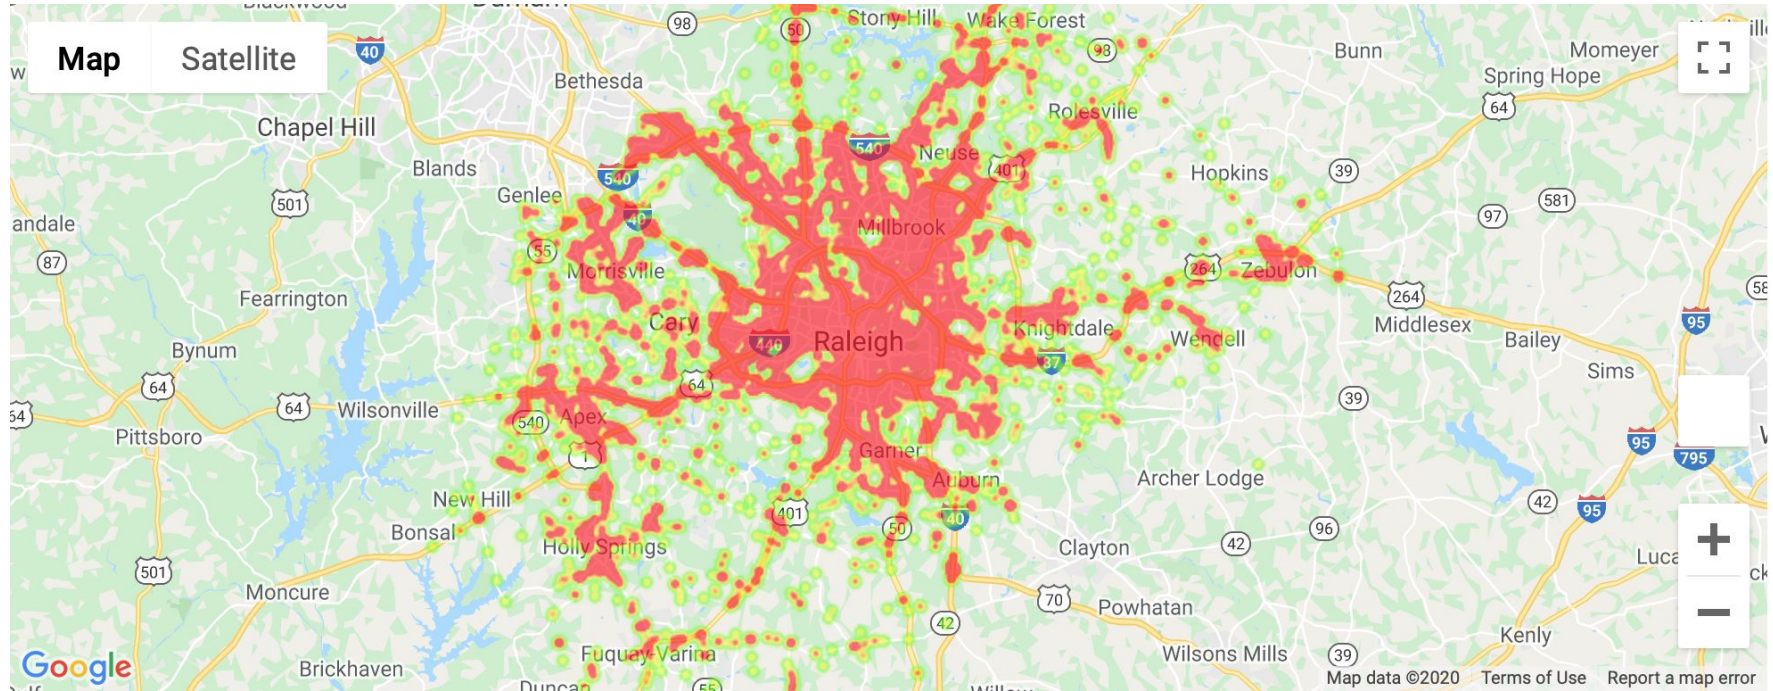 98
50
Stony Hill
Wake Forest
Map
Satellite
40
98
Bunn
Momeyer
Bethesda
Spring Hope
64
Chapel Hill
Rolesville
540
Neuse
Blands
401
Hopkins
39
540
Genlee
501
581
97
andale
40
Millbrook
55
87
Morrisville
264
Zebulon
Fearrington
264
58
95
Cary
Knightdale
Middlesex
Raleigh
440
Wendell
Bailey
Bynum
87
64
64
Sims
64
64
Wilsonville
39
Apex
540
Pittsboro
1
Garner
95
795
Auburn
Archer Lodge
New Hill
401
40
42
95
Bonsal
50
96
42
Holly Springs
Clayton
Luca
501
Moncure
70
Powhatan
42
Kenly
Fuquay-Varina
Wilsons Mills
39
Google
Brickhaven
55
Map data ©2020
Terms of Use
Report a map error